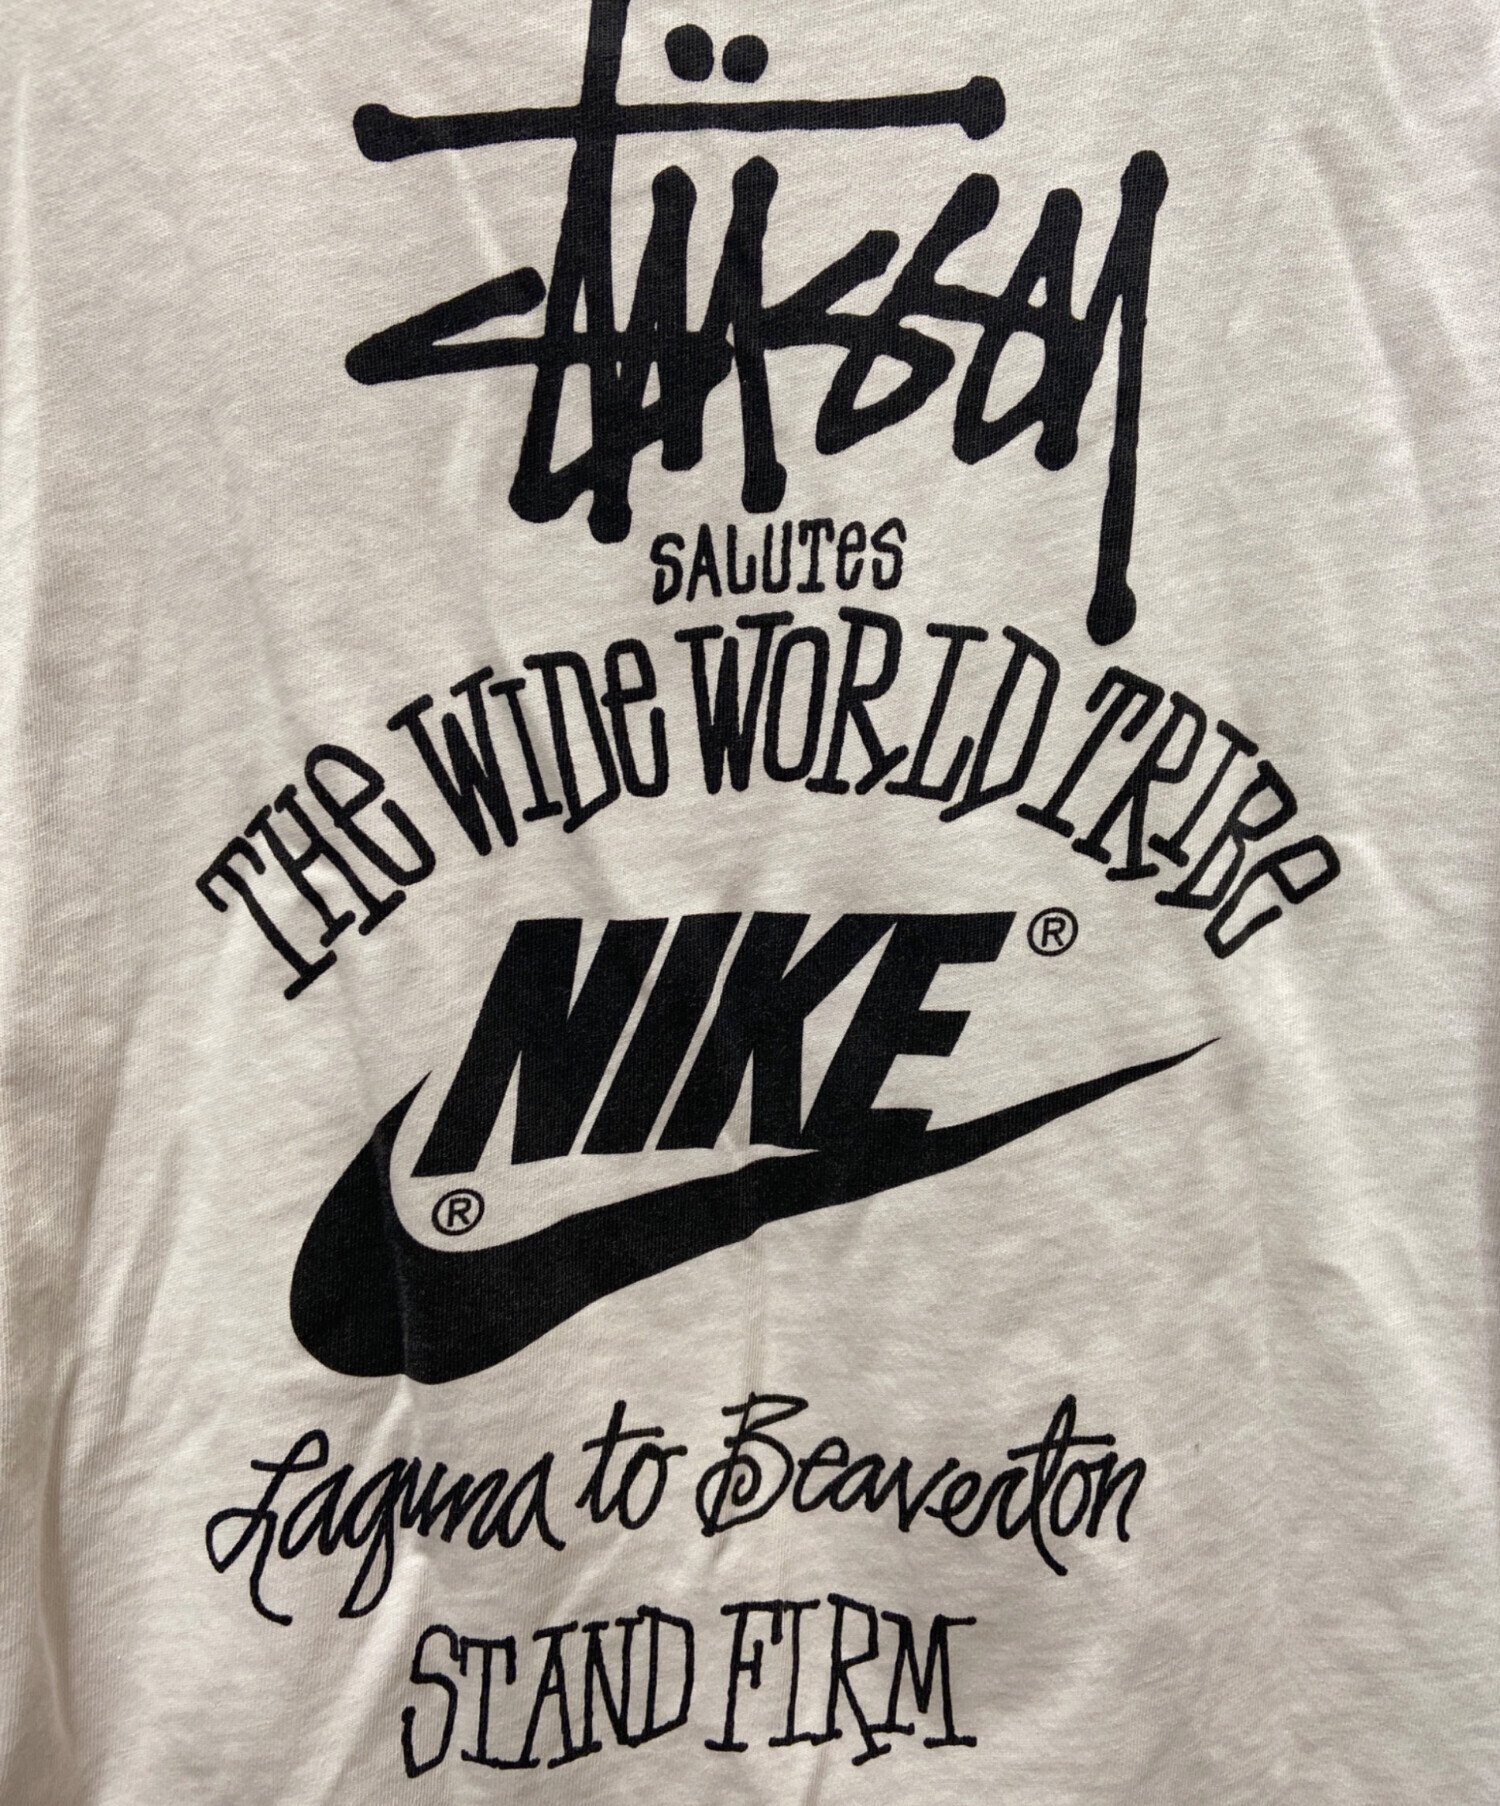 Stüssy
SALUTES
THE WIDE WORLD TRIBE
NIKE®
®
Laguna to Beaverton
STAND FIRM